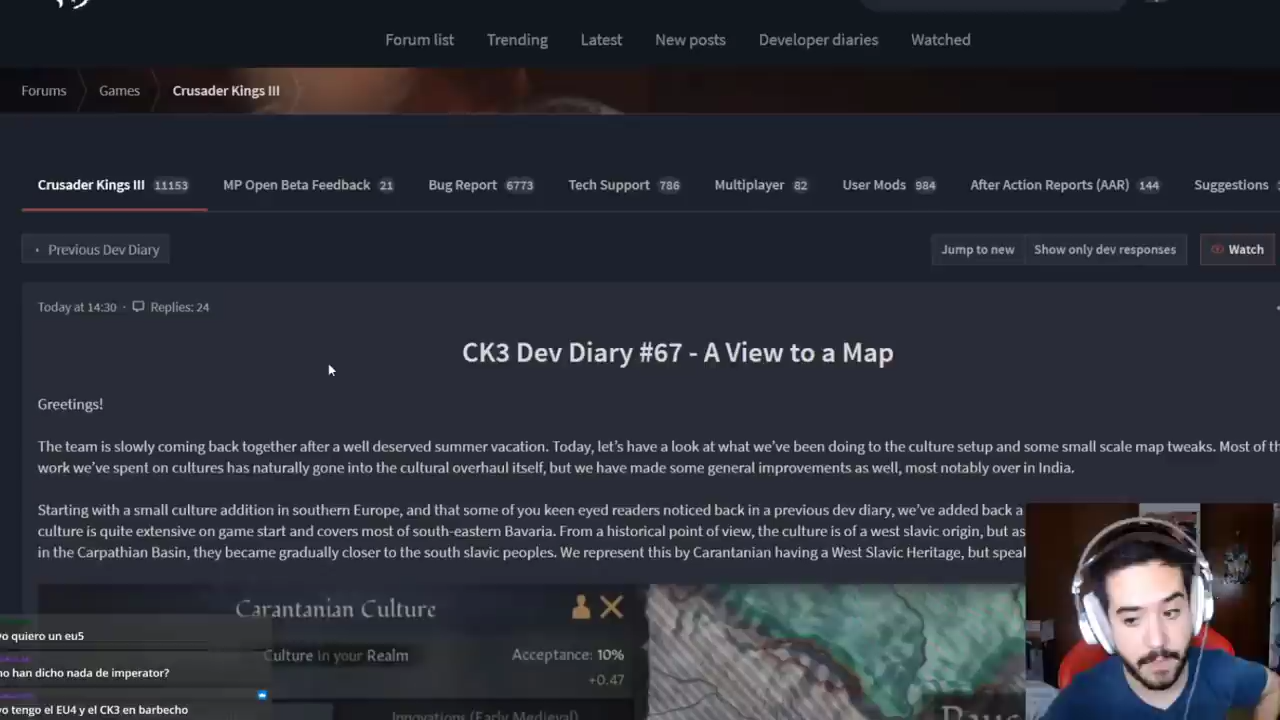 Forum list Trending Latest New posts Developer diaries Watched
Forums Games Crusader Kings III
Crusader Kings III 11153 MP Open Beta Feedback 21 Bug Report 6773 Tech Support 786 Multiplayer 82 User Mods 984 After Action Reports (AAR) 144 Suggestions
Previous Dev Diary Jump to new Show only dev responses Watch
Today at 14:30 · Replies: 24
CK3 Dev Diary #67 - A View to a Map
Greetings!
The team is slowly coming back together after a well deserved summer vacation. Today, let's have a look at what we've been doing to the culture setup and some small scale map tweaks. Most of
work we've spent on cultures has naturally gone into the cultural overhaul itself, but we have made some general improvements as well, most notably over in India.
Starting with a small culture addition in southern Europe, and that some of you keen eyed readers noticed back in a previous dev diary, we've added back a
culture is quite extensive on game start and covers most of south-eastern Bavaria. From a historical point of view, the culture is of a west slavic origin, but as
in the Carpathian Basin, they became gradually closer to the south slavic peoples. We represent this by Carantanian having a West Slavic Heritage, but
Carantanian Culture
Culture in your Realm Acceptance: 10%
+0.47
Innovations (Early Medieval)
yo quiero un eu5
no han dicho nada de imperator?
yo tengo el EU4 y el CK3 en barbecho